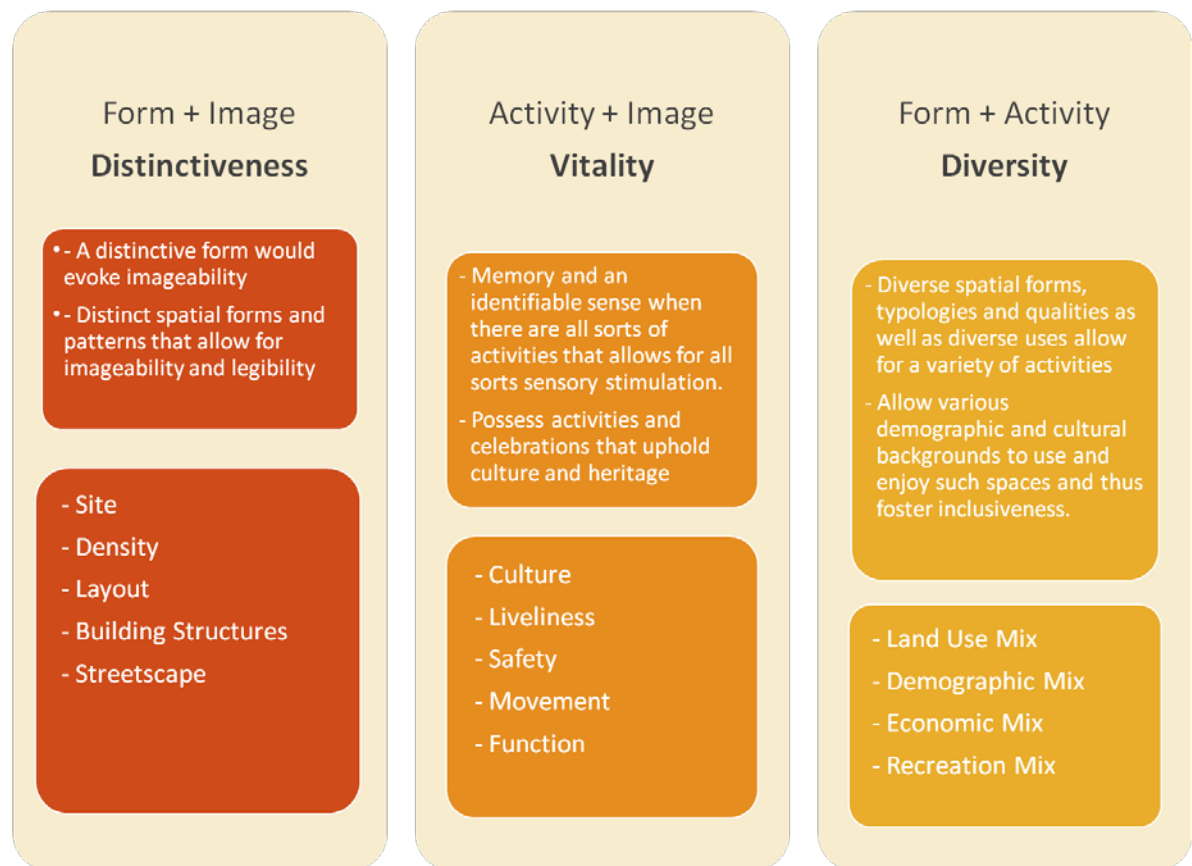 Form + Image
Distinctiveness
• - A distinctive form would
evoke imageability
• - Distinct spatial forms and
patterns that allow for
imageability and legibility
- Site
- Density
- Layout
- Building Structures
- Streetscape
Activity + Image
Vitality
- Memory and an
identifiable sense when
there are all sorts of
activities that allows for all
sorts sensory stimulation.
- Possess activities and
celebrations that uphold
culture and heritage
- Culture
- Liveliness
- Safety
- Movement
- Function
Form + Activity
Diversity
- Diverse spatial forms,
typologies and qualities as
well as diverse uses allow
for a variety of activities
- Allow various
demographic and cultural
backgrounds to use and
enjoy such spaces and thus
foster inclusiveness.
- Land Use Mix
- Demographic Mix
- Economic Mix
- Recreation Mix